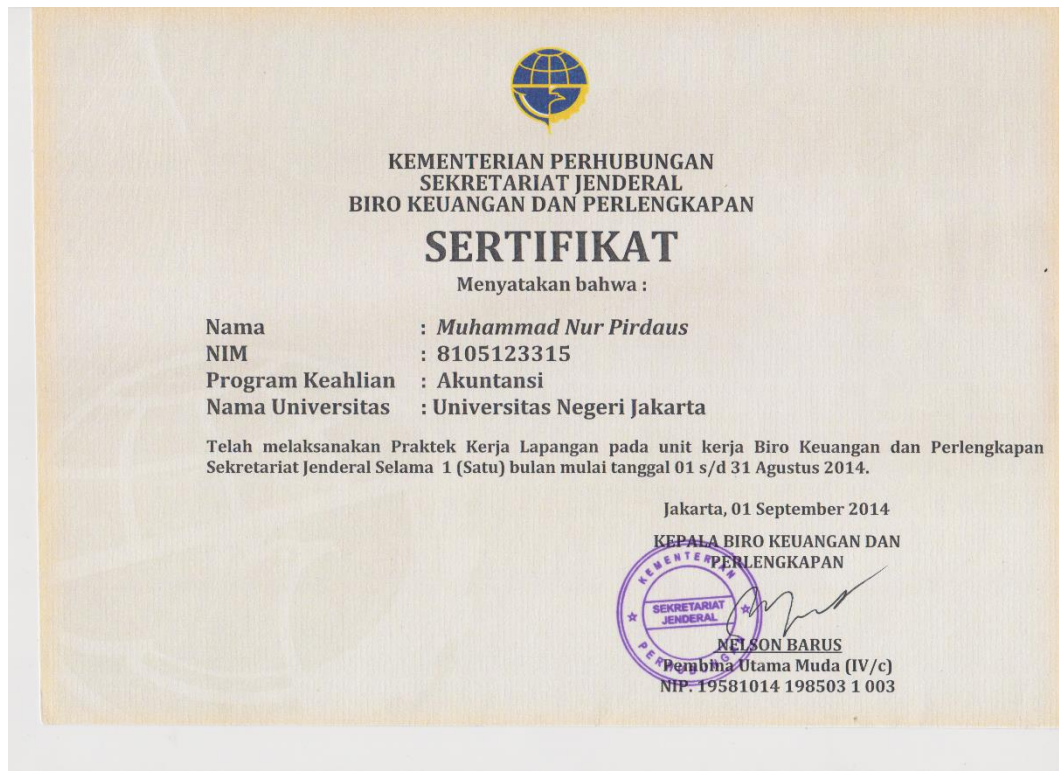 KEMENTERIAN PERHUBUNGAN
SEKRETARIAT JENDERAL
BIRO KEUANGAN DAN PERLENGKAPAN
SERTIFIKAT
Menyatakan bahwa :
Nama : Muhammad Nur Pirdaus
NIM : 8105123315
Program Keahlian : Akuntansi
Nama Universitas : Universitas Negeri Jakarta
Telah melaksanakan Praktek Kerja Lapangan pada unit kerja Biro Keuangan dan Perlengkapan
Sekretariat Jenderal Selama 1 (Satu) bulan mulai tanggal 01 s/d 31 Agustus 2014.
Jakarta, 01 September 2014
KEPALA BIRO KEUANGAN DAN
PERLENGKAPAN
KEMENTERIAN
SEKRETARIAT
JENDERAL
PERHUBUNGAN
NELSON BARUS
Pembina Utama Muda (IV/c)
NIP. 19581014 198503 1 003